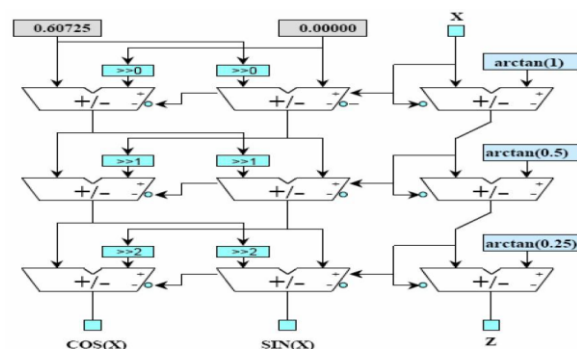 0.60725 0.00000 X
arctan(1)
>>0 >>0
+/- +/- +/-
arctan(0.5)
>>1 >>1
+/- +/- +/-
arctan(0.25)
>>2 >>2
+/- +/- +/-
COS(X) SIN(X) Z